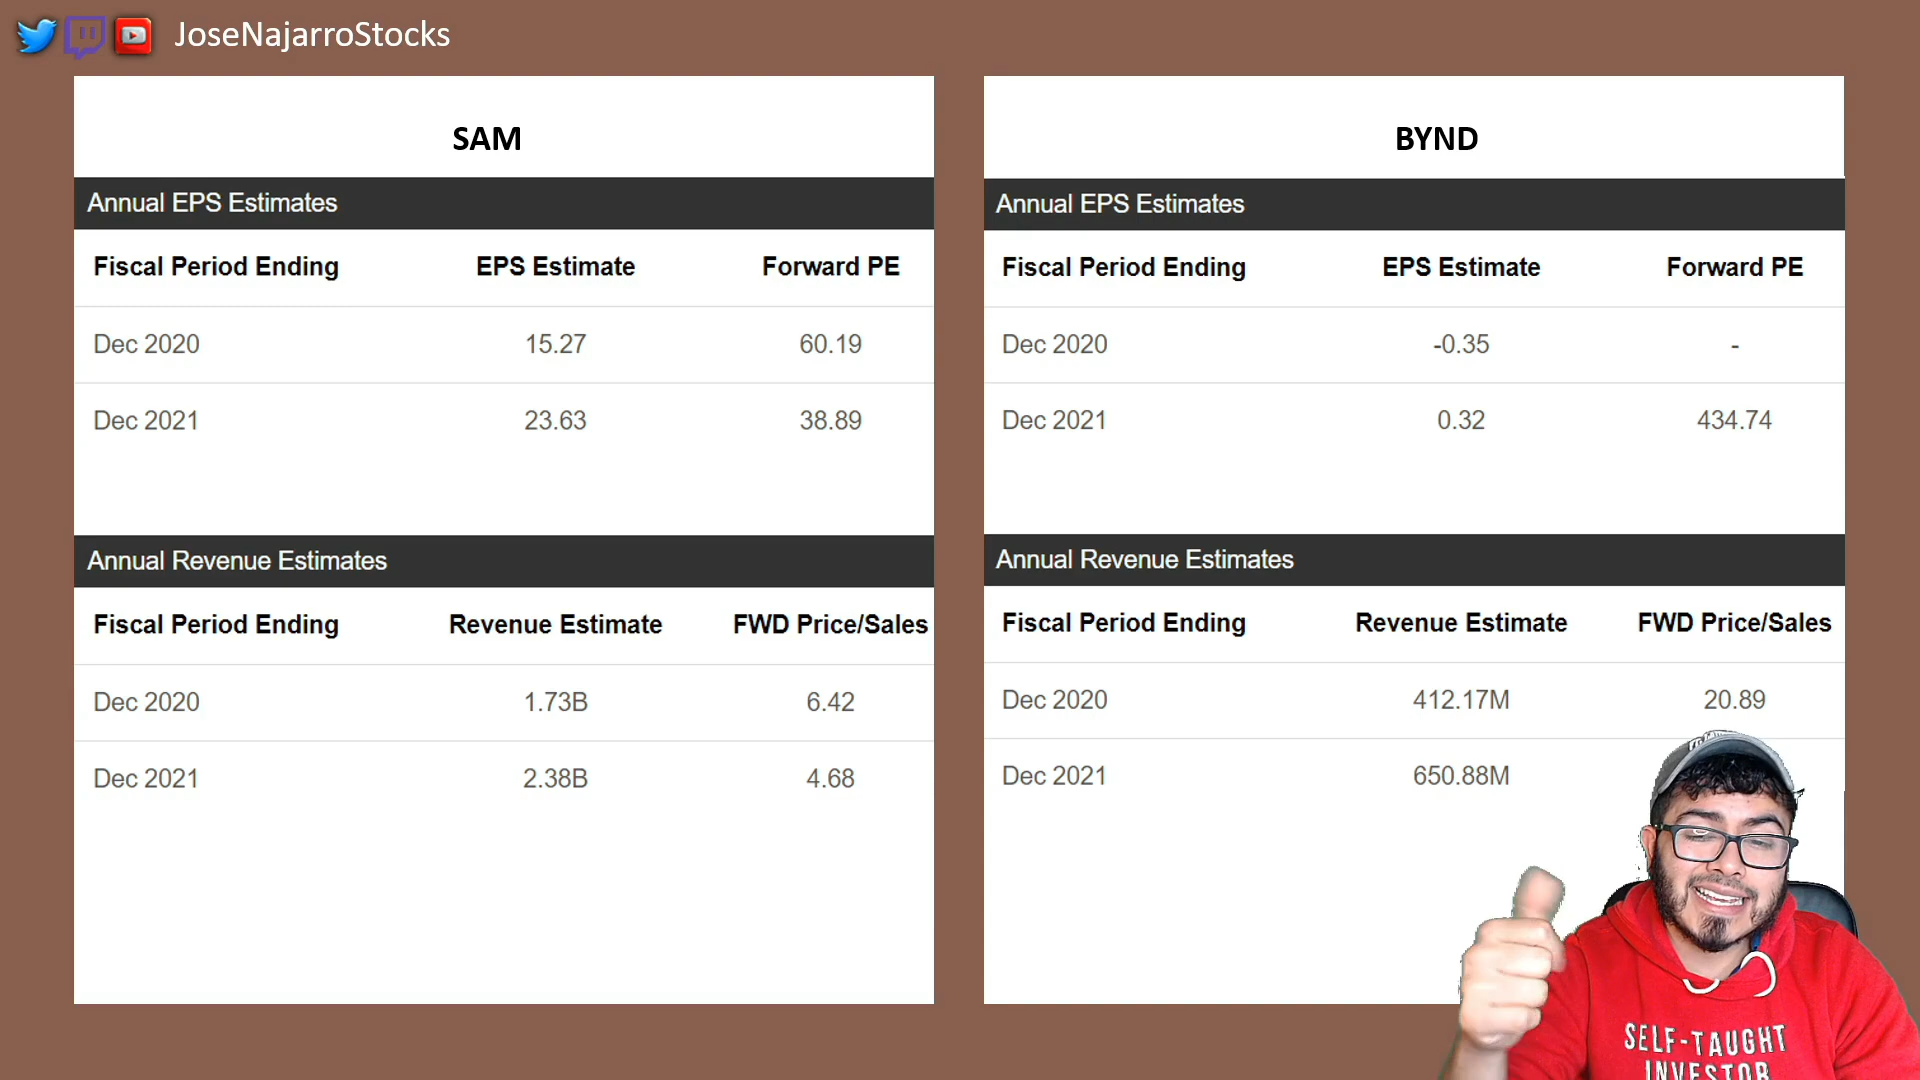 JoseNajarroStocks
SAM
Annual EPS Estimates
Fiscal Period Ending EPS Estimate Forward PE
Dec 2020 15.27 60.19
Dec 2021 23.63 38.89
Annual Revenue Estimates
Fiscal Period Ending Revenue Estimate FWD Price/Sales
Dec 2020 1.73B 6.42
Dec 2021 2.38B 4.68
BYND
Annual EPS Estimates
Fiscal Period Ending EPS Estimate Forward PE
Dec 2020 -0.35 -
Dec 2021 0.32 434.74
Annual Revenue Estimates
Fiscal Period Ending Revenue Estimate FWD Price/Sales
Dec 2020 412.17M 20.89
Dec 2021 650.88M
SELF-TAUGHT
INVESTOR